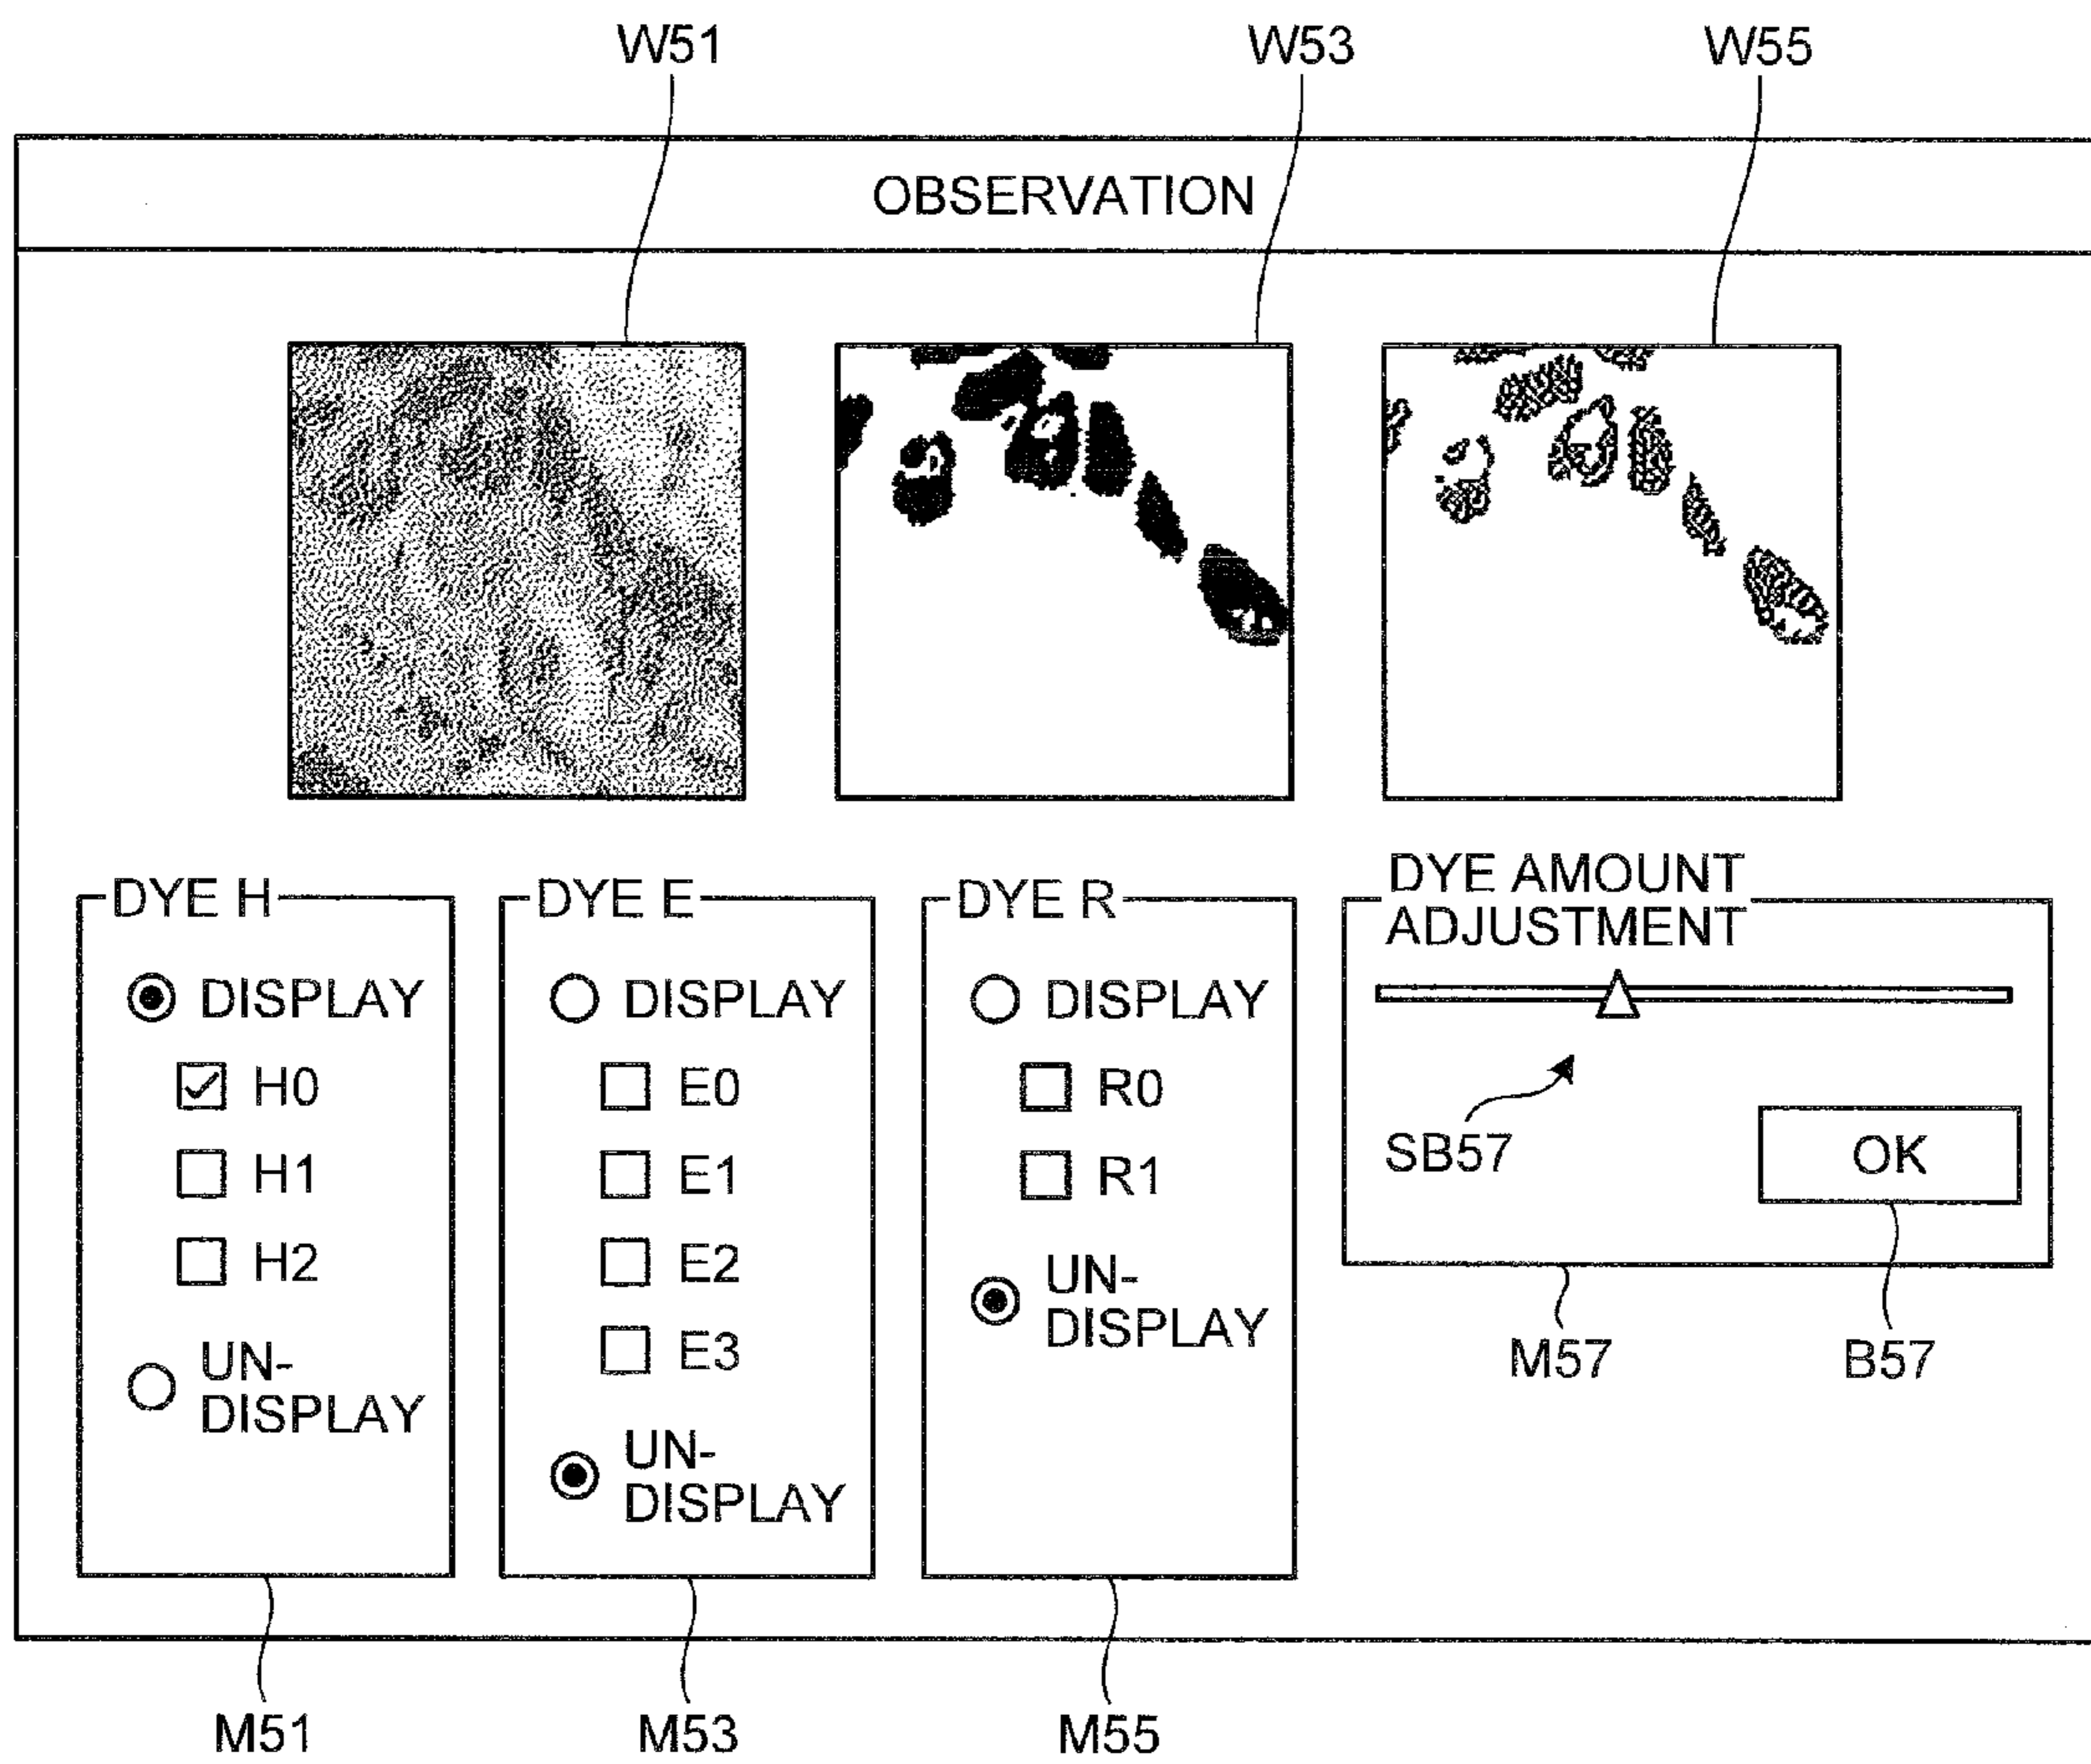 W51
W53
W55
OBSERVATION
DYE H
DISPLAY
H0
H1
H2
UN-
DISPLAY
DYE E
DISPLAY
E0
E1
E2
E3
UN-
DISPLAY
DYE R
DISPLAY
R0
R1
UN-
DISPLAY
DYE AMOUNT
ADJUSTMENT
SB57
OK
M57
B57
M51
M53
M55